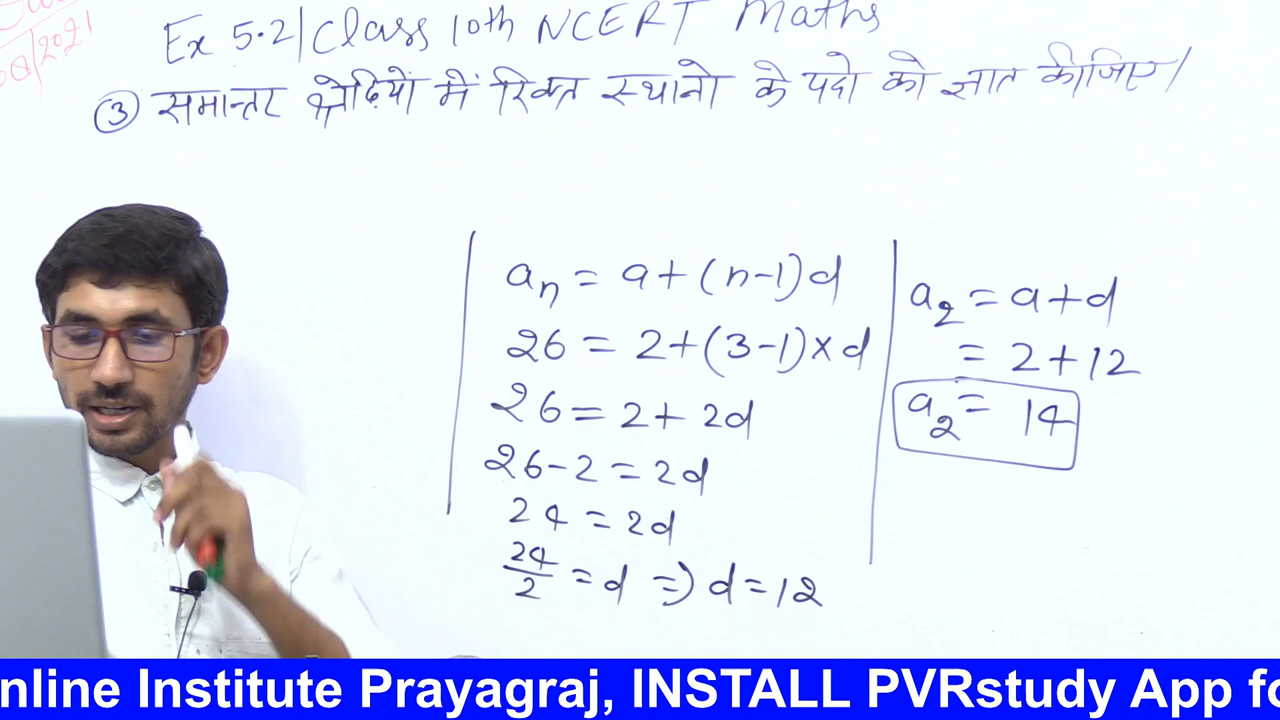 08/2021
Ex 5.2/Class 10th NCERT Maths
③ समान्तर श्रेढ़ियों में रिक्त स्थानो के पदो को ज्ञात कीजिए/
aₙ = a+(n-1)d
26 = 2+(3-1)×d
26 = 2+2d
26-2 = 2d
24 = 2d
24/2 = d => d=12
a₂ = a+d
= 2+12
a₂ = 14
nline Institute Prayagraj, INSTALL PVRstudy App fo